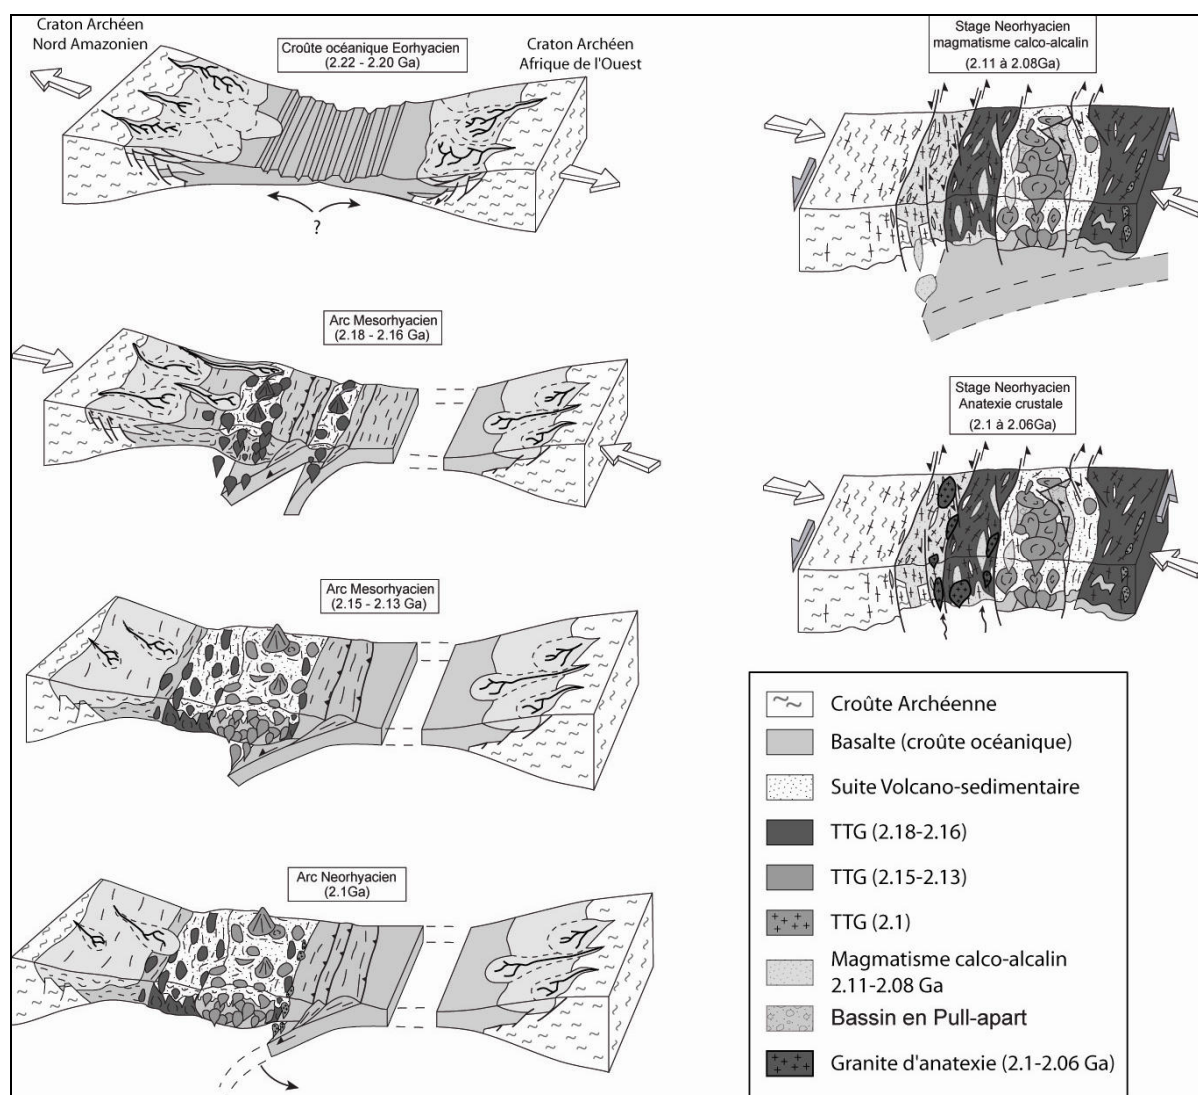 Craton Archéen
Nord Amazonien
Croûte océanique Eorhyacien
(2.22 - 2.20 Ga)
Craton Archéen
Afrique de l'Ouest
?
Arc Mesorhyacien
(2.18 - 2.16 Ga)
Arc Mesorhyacien
(2.15 - 2.13 Ga)
Arc Neorhyacien
(2.1Ga)
Stage Neorhyacien
magmatisme calco-alcalin
(2.11 à 2.08Ga)
Stage Neorhyacien
Anatexie crustale
(2.1 à 2.06Ga)
Croûte Archéenne
Basalte (croûte océanique)
Suite Volcano-sedimentaire
TTG (2.18-2.16)
TTG (2.15-2.13)
TTG (2.1)
Magmatisme calco-alcalin
2.11-2.08 Ga
Bassin en Pull-apart
Granite d'anatexie (2.1-2.06 Ga)